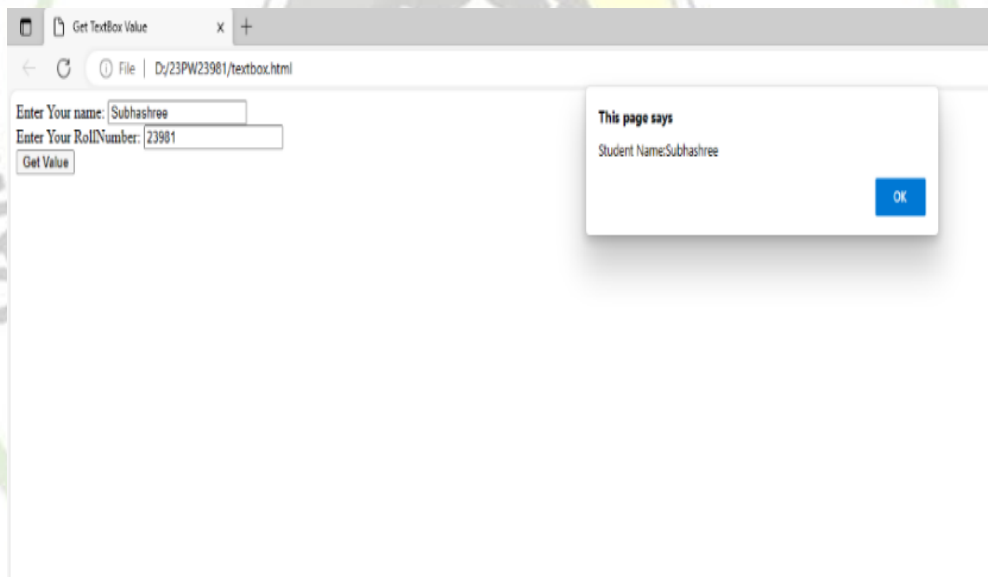 Get TextBox Value
File | D:/23PW23981/textbox.html
Enter Your name: Subhashree
Enter Your RollNumber: 23981
Get Value
This page says
Student Name:Subhashree
OK